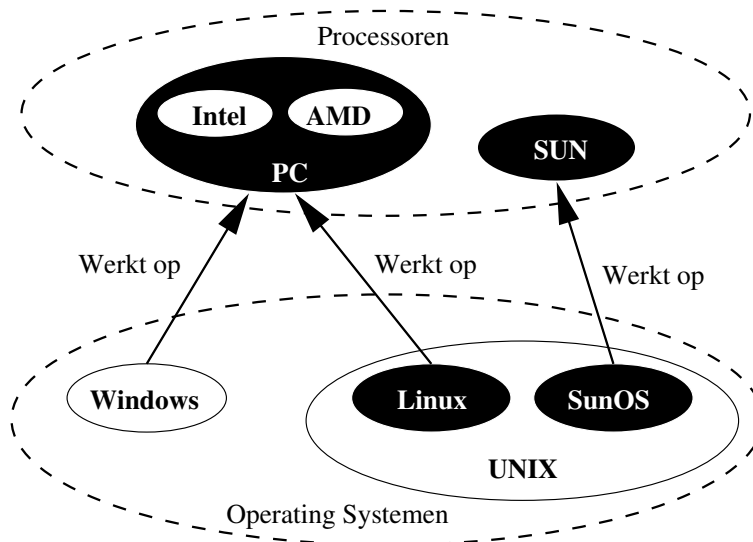 Processoren
Intel
AMD
PC
SUN
Werkt op
Werkt op
Werkt op
Windows
Linux
SunOS
UNIX
Operating Systemen